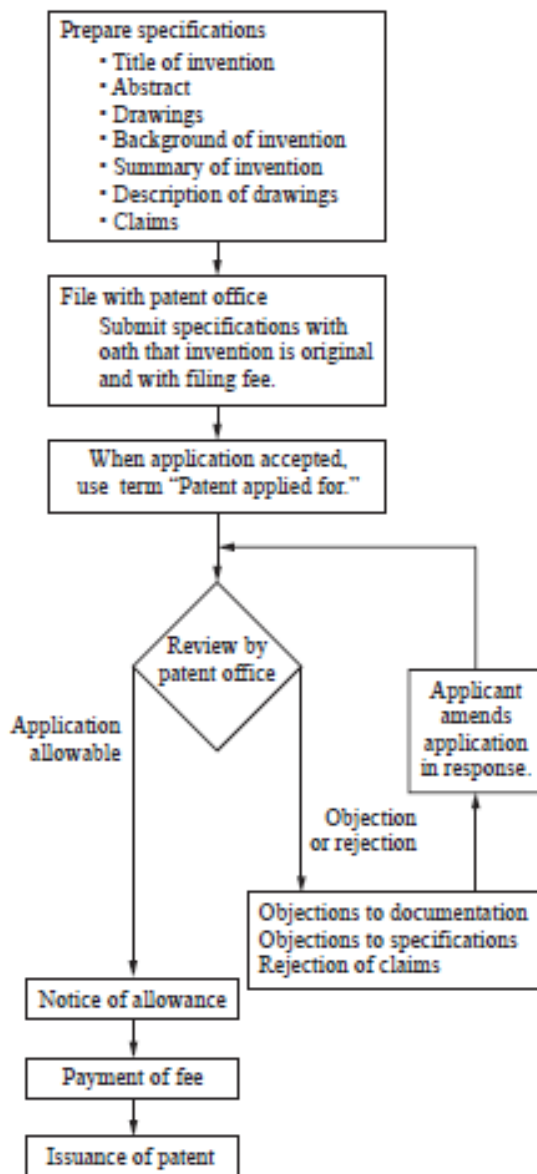 Prepare specifications
• Title of invention
• Abstract
• Drawings
• Background of invention
• Summary of invention
• Description of drawings
• Claims
File with patent office
Submit specifications with
oath that invention is original
and with filing fee.
When application accepted,
use term “Patent applied for.”
Review by
patent office
Application
allowable
Applicant
amends
application
in response.
Objection
or rejection
Objections to documentation
Objections to specifications
Rejection of claims
Notice of allowance
Payment of fee
Issuance of patent